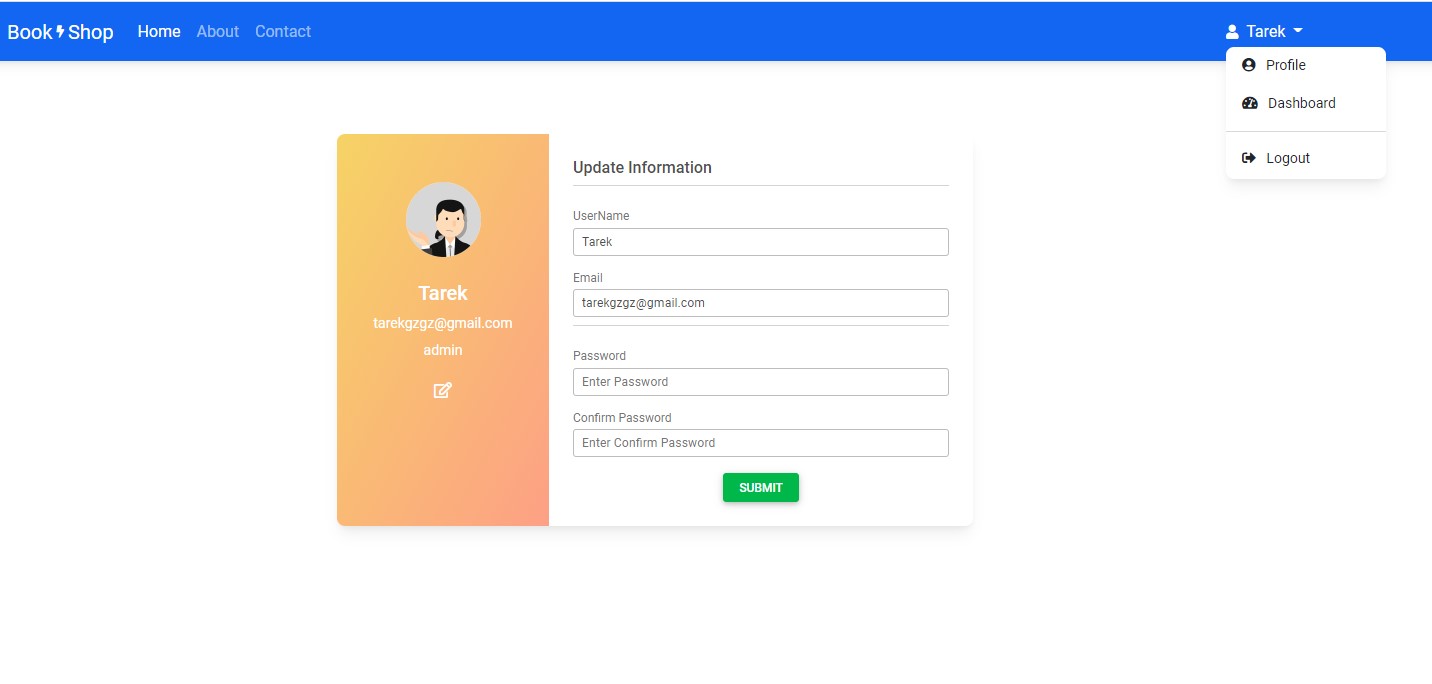 Book Shop Home About Contact Tarek
Profile
Dashboard
Logout
Tarek
tarekgzgz@gmail.com
admin
Update Information
UserName
Tarek
Email
tarekgzgz@gmail.com
Password
Enter Password
Confirm Password
Enter Confirm Password
SUBMIT